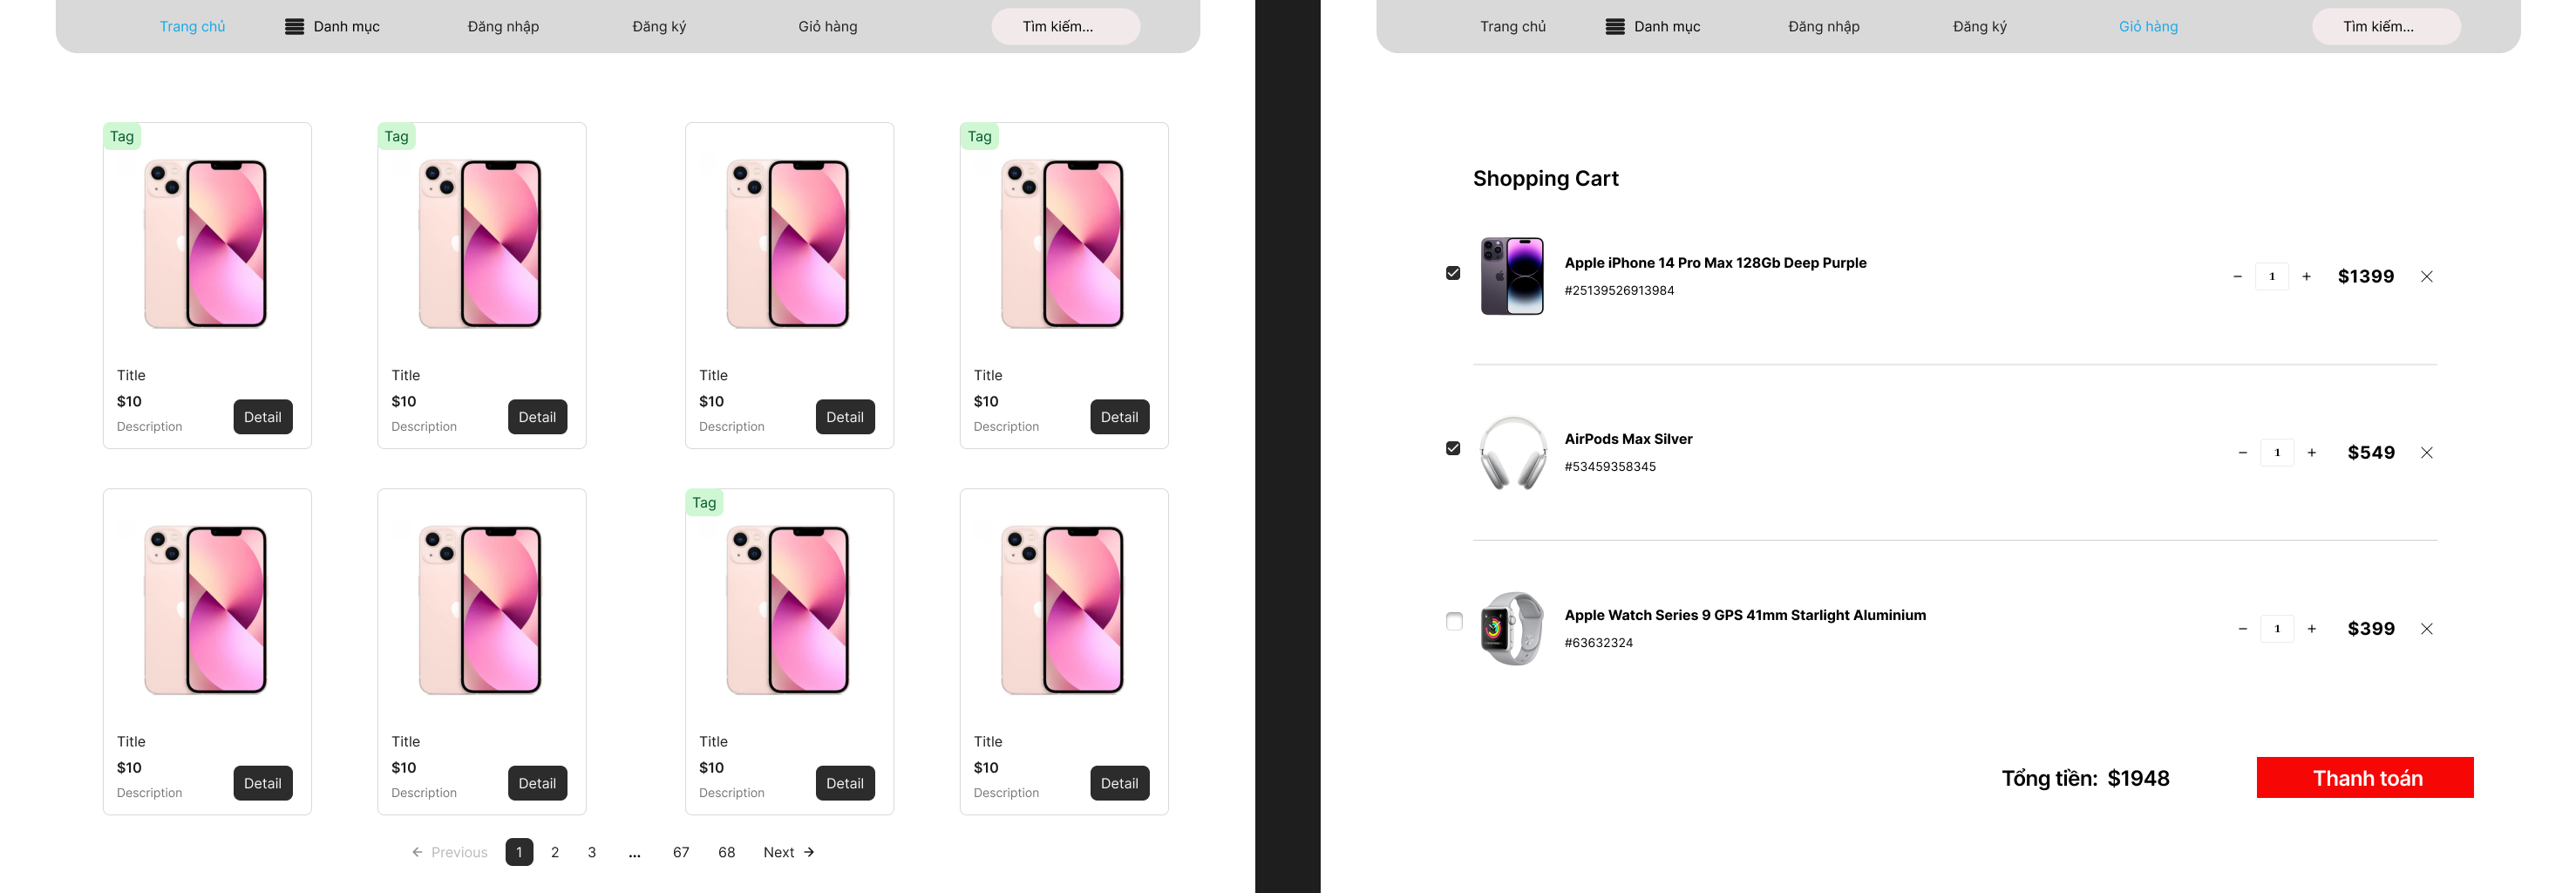 Trang chủ Danh mục Đăng nhập Đăng ký Giỏ hàng Tìm kiếm...
Tag Tag Tag
Title Title Title Title
$10 $10 $10 $10
Detail Detail Detail Detail
Description Description Description Description
Tag
Title Title Title Title
$10 $10 $10 $10
Detail Detail Detail Detail
Description Description Description Description
← Previous 1 2 3 ... 67 68 Next →
Trang chủ Danh mục Đăng nhập Đăng ký Giỏ hàng Tìm kiếm...
Shopping Cart
Apple iPhone 14 Pro Max 128Gb Deep Purple
#25139526913984
− 1 + $1399
AirPods Max Silver
#53459358345
− 1 + $549
Apple Watch Series 9 GPS 41mm Starlight Aluminium
#63632324
− 1 + $399
Tổng tiền: $1948 Thanh toán